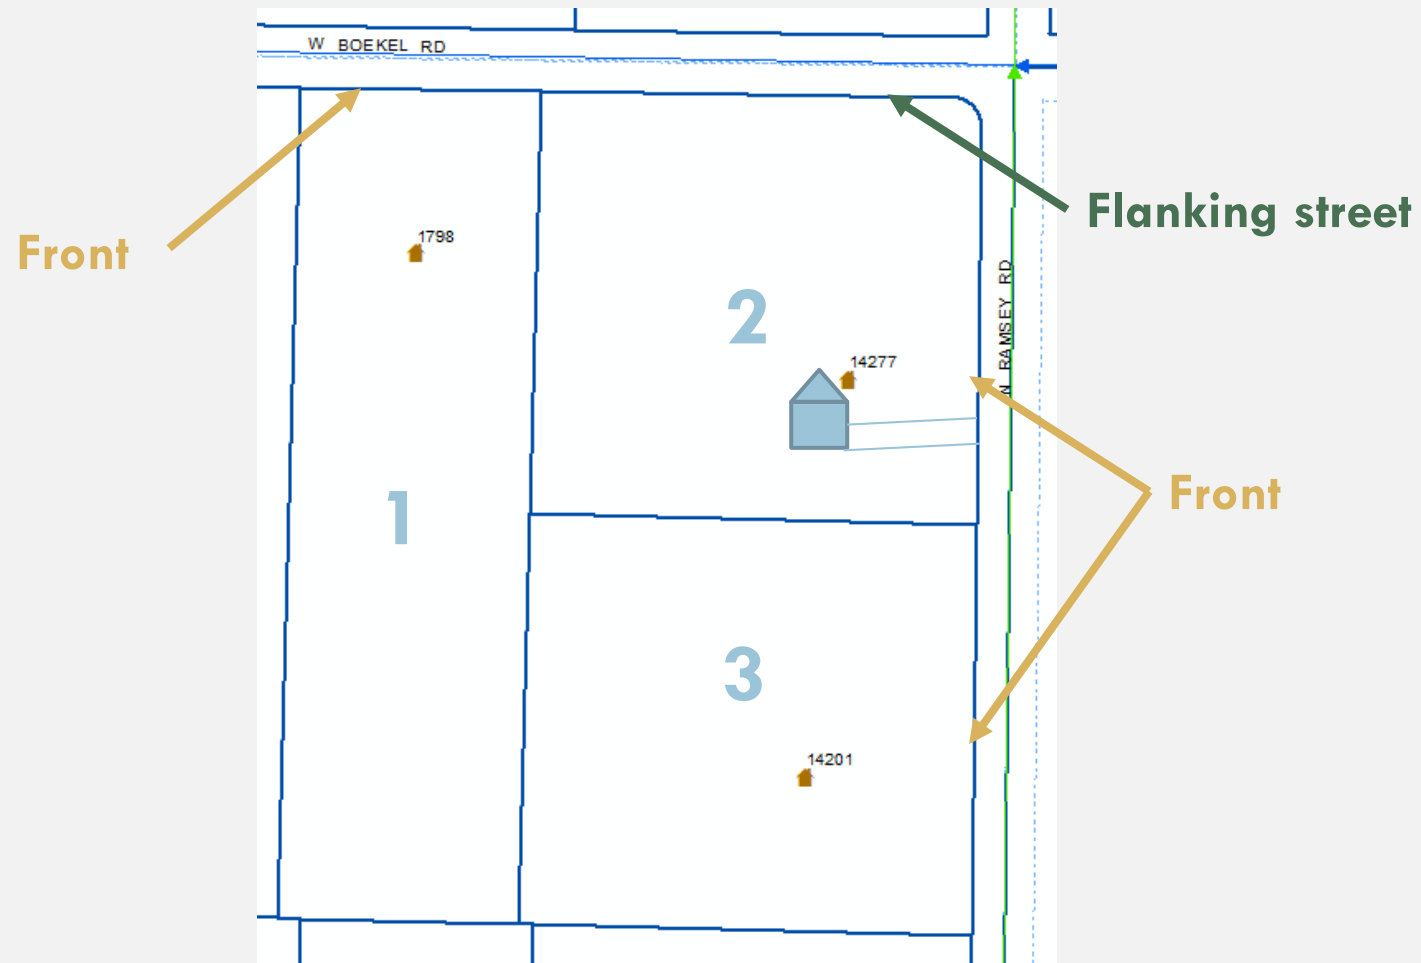 W BOEKEL RD
Flanking street
Front
1798
N RAMSEY RD
2
14277
1
Front
3
14201